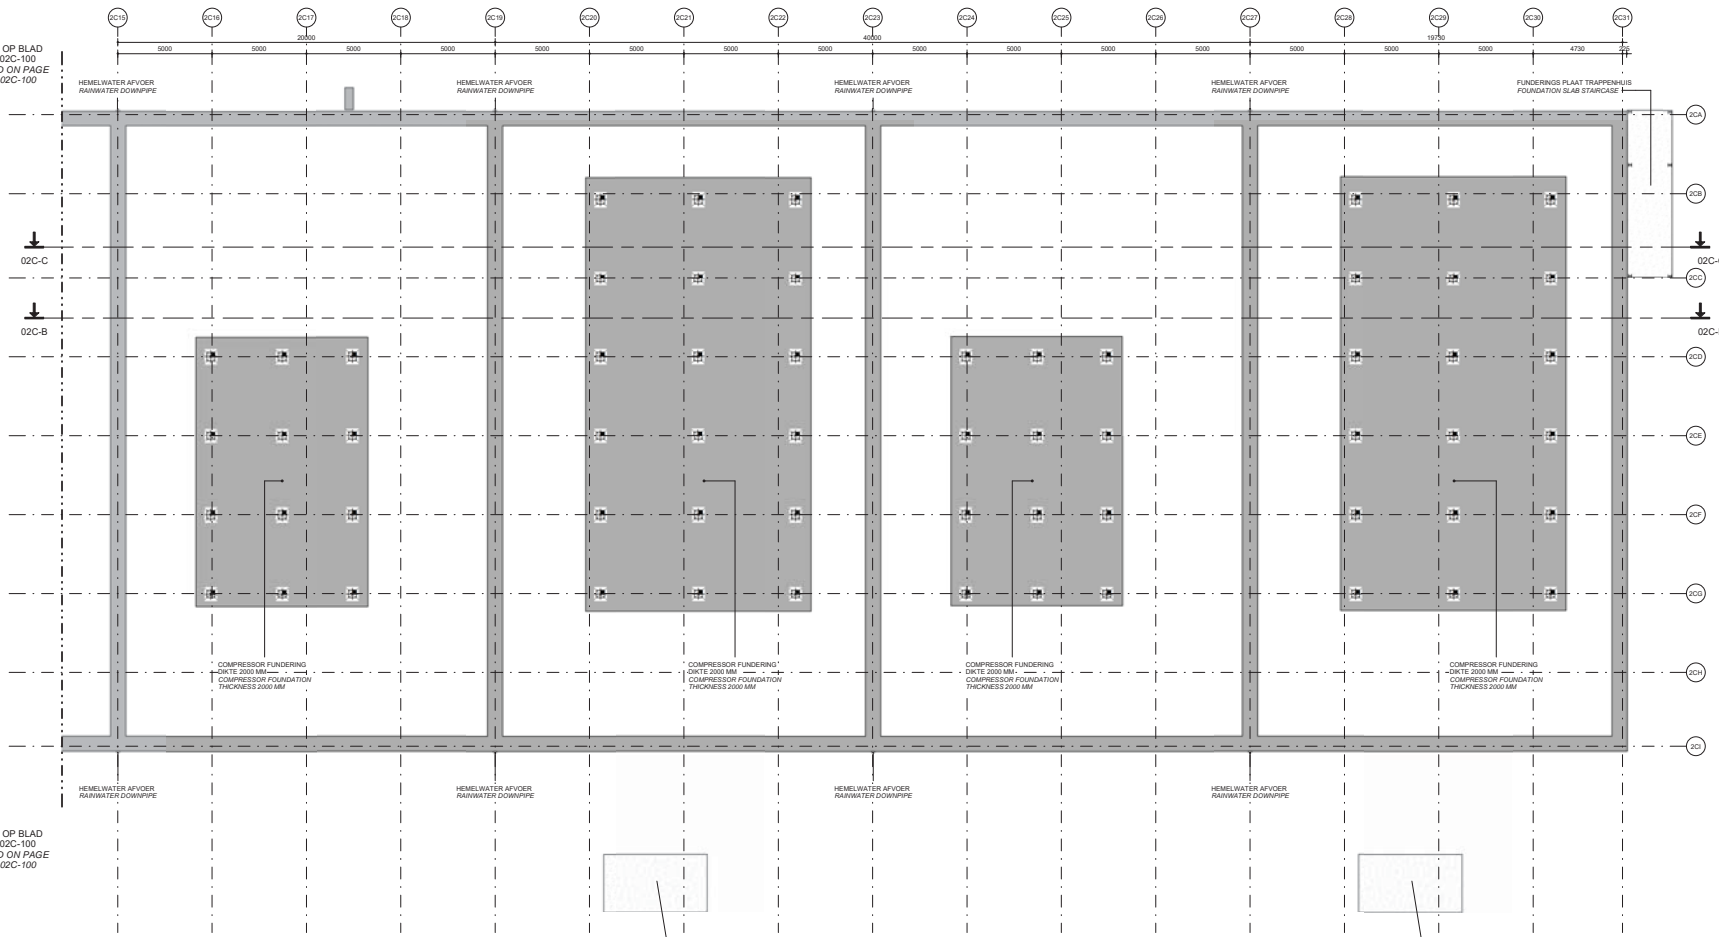 2C15 2C16 2C17 2C18 2C19 2C20 2C21 2C22 2C23 2C24 2C25 2C26 2C27 2C28 2C29 2C30 2C31
20000 40000 19730
5000 5000 5000 5000 5000 5000 5000 5000 5000 5000 5000 5000 5000 5000 5000 4730 225
OP BLAD
02C-100
ON PAGE
02C-100
HEMELWATER AFVOER
RAINWATER DOWNPIPE
HEMELWATER AFVOER
RAINWATER DOWNPIPE
HEMELWATER AFVOER
RAINWATER DOWNPIPE
HEMELWATER AFVOER
RAINWATER DOWNPIPE
FUNDERINGS PLAAT TRAPPENHUIS
FOUNDATION SLAB STAIRCASE
2CA
2CB
02C-C
02C-
2CC
02C-B
02C-
2CD
2CE
2CF
2CG
COMPRESSOR FUNDERING
DIKTE 2000 MM
COMPRESSOR FOUNDATION
THICKNESS 2000 MM
COMPRESSOR FUNDERING
DIKTE 2000 MM
COMPRESSOR FOUNDATION
THICKNESS 2000 MM
COMPRESSOR FUNDERING
DIKTE 2000 MM
COMPRESSOR FOUNDATION
THICKNESS 2000 MM
COMPRESSOR FUNDERING
DIKTE 2000 MM
COMPRESSOR FOUNDATION
THICKNESS 2000 MM
2CH
2CI
HEMELWATER AFVOER
RAINWATER DOWNPIPE
HEMELWATER AFVOER
RAINWATER DOWNPIPE
HEMELWATER AFVOER
RAINWATER DOWNPIPE
HEMELWATER AFVOER
RAINWATER DOWNPIPE
OP BLAD
02C-100
ON PAGE
02C-100